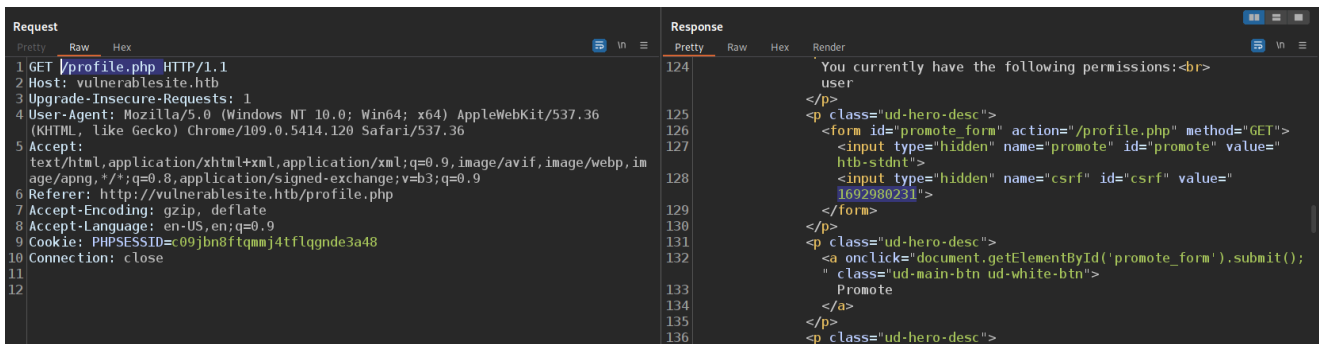 Request
Pretty Raw Hex \n
1 GET /profile.php HTTP/1.1
2 Host: vulnerablesite.htb
3 Upgrade-Insecure-Requests: 1
4 User-Agent: Mozilla/5.0 (Windows NT 10.0; Win64; x64) AppleWebKit/537.36
(KHTML, like Gecko) Chrome/109.0.5414.120 Safari/537.36
5 Accept:
text/html,application/xhtml+xml,application/xml;q=0.9,image/avif,image/webp,im
age/apng,*/*;q=0.8,application/signed-exchange;v=b3;q=0.9
6 Referer: http://vulnerablesite.htb/profile.php
7 Accept-Encoding: gzip, deflate
8 Accept-Language: en-US,en;q=0.9
9 Cookie: PHPSESSID=c09jbn8ftqmmj4tflqgnde3a48
10 Connection: close
11
12
Response
Pretty Raw Hex Render \n
124 You currently have the following permissions:<br>
user
</p>
125 <p class="ud-hero-desc">
126 <form id="promote_form" action="/profile.php" method="GET">
127 <input type="hidden" name="promote" id="promote" value="
htb-stdnt">
128 <input type="hidden" name="csrf" id="csrf" value="
1692980231">
129 </form>
130 </p>
131 <p class="ud-hero-desc">
132 <a onclick="document.getElementById('promote_form').submit();
" class="ud-main-btn ud-white-btn">
133 Promote
134 </a>
135 </p>
136 <p class="ud-hero-desc">